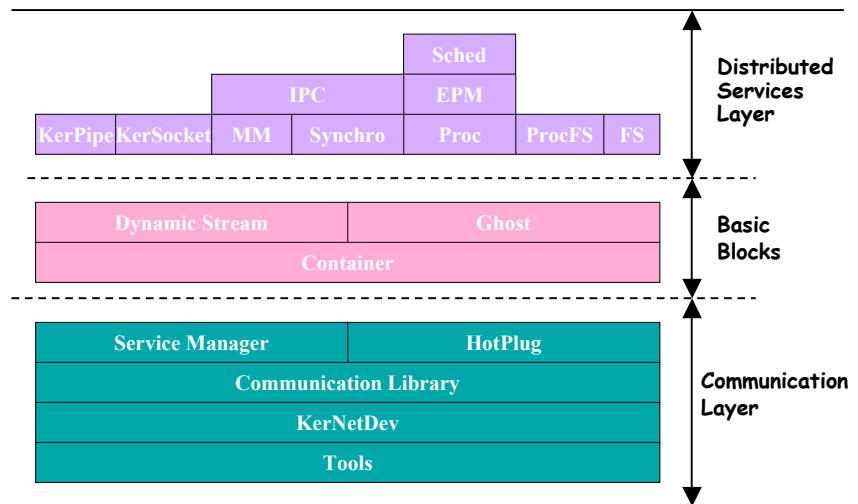 Sched
IPC
EPM
KerPipe
KerSocket
MM
Synchro
Proc
ProcFS
FS
Distributed
Services
Layer
Dynamic Stream
Ghost
Container
Basic
Blocks
Service Manager
HotPlug
Communication Library
KerNetDev
Tools
Communication
Layer